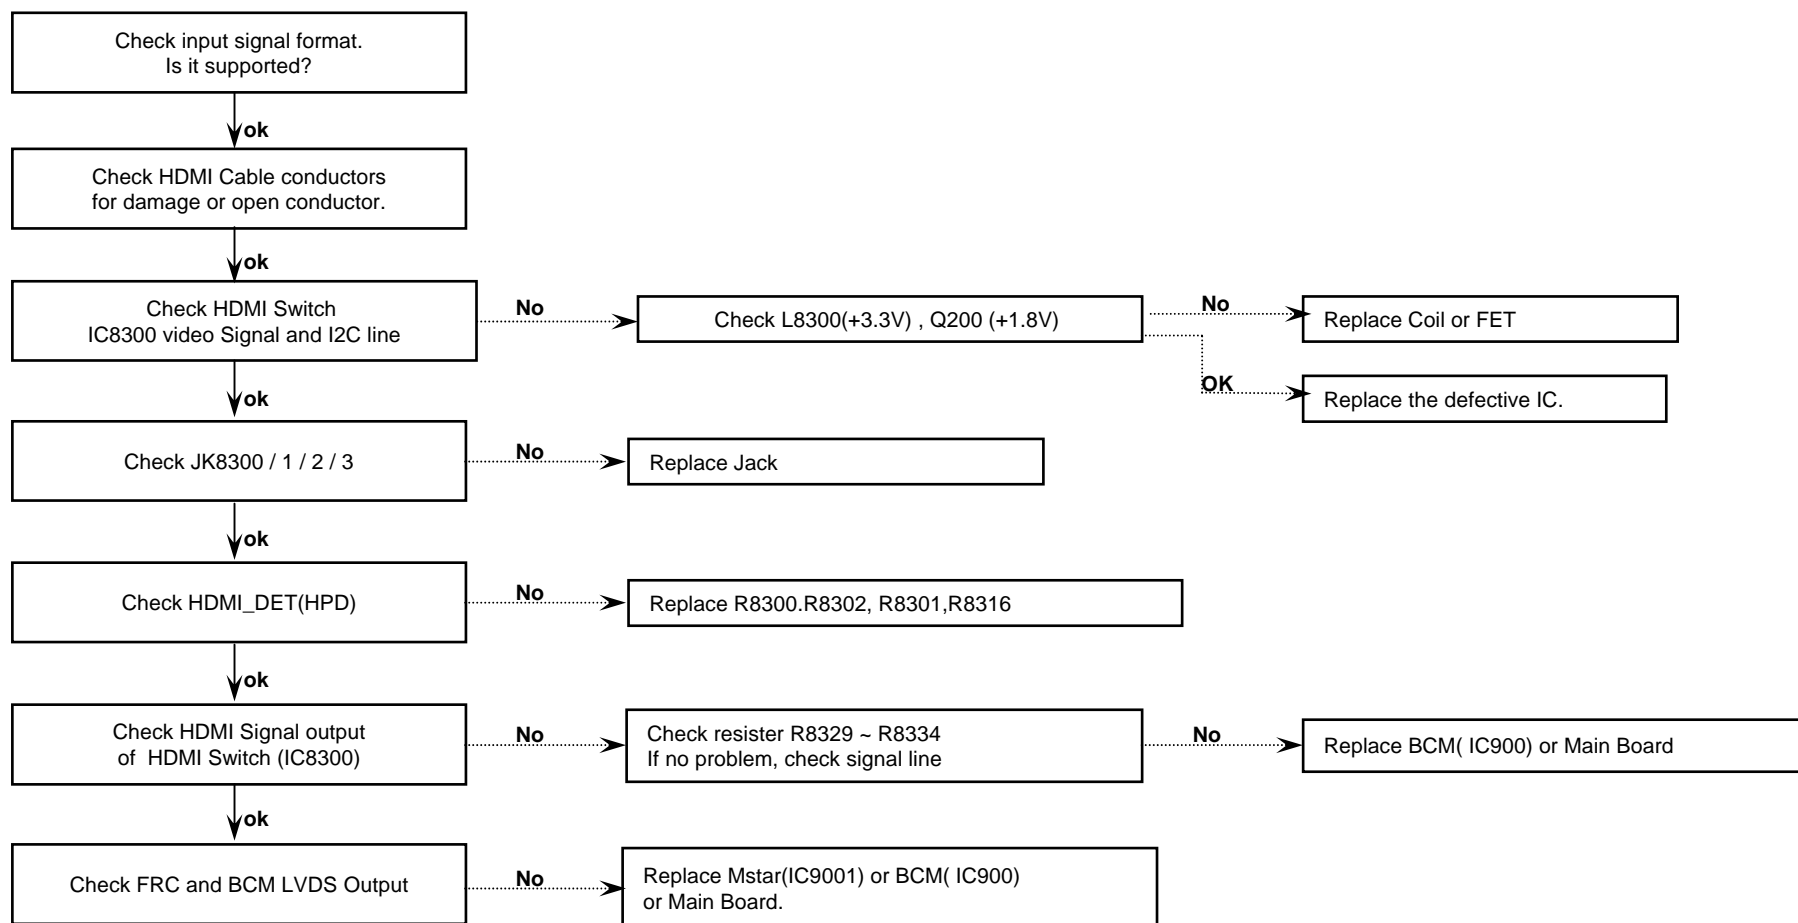 Check input signal format.
Is it supported?
ok
Check HDMI Cable conductors
for damage or open conductor.
ok
Check HDMI Switch
IC8300 video Signal and I2C line
No
Check L8300(+3.3V) , Q200 (+1.8V)
No
Replace Coil or FET
OK
Replace the defective IC.
ok
Check JK8300 / 1 / 2 / 3
No
Replace Jack
ok
Check HDMI_DET(HPD)
No
Replace R8300.R8302, R8301,R8316
ok
Check HDMI Signal output
of HDMI Switch (IC8300)
No
Check resister R8329 ~ R8334
If no problem, check signal line
No
Replace BCM( IC900) or Main Board
ok
Check FRC and BCM LVDS Output
No
Replace Mstar(IC9001) or BCM( IC900)
or Main Board.